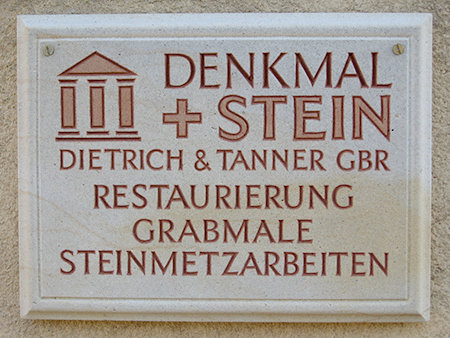 DENKMAL
+ STEIN
DIETRICH & TANNER GBR
RESTAURIERUNG
GRABMALE
STEINMETZARBEITEN